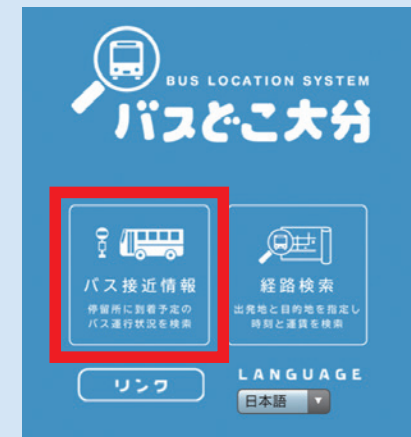 BUS LOCATION SYSTEM
バスどこ大分
バス接近情報
停留所に到着予定の
バス運行状況を検索
経路検索
出発地と目的地を指定し
時刻と運賃を検索
リンク
LANGUAGE
日本語